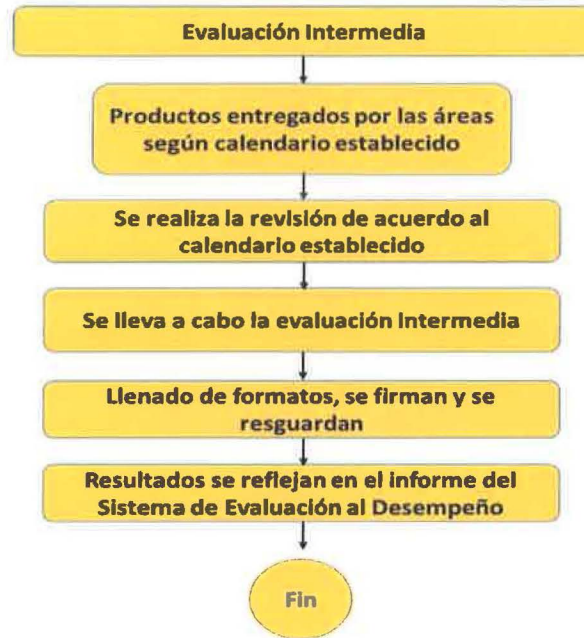 Evaluación Intermedia
Productos entregados por las áreas
según calendario establecido
Se realiza la revisión de acuerdo al
calendario establecido
Se lleva a cabo la evaluación Intermedia
Llenado de formatos, se firman y se
resguardan
Resultados se reflejan en el informe del
Sistema de Evaluación al Desempeño
Fin